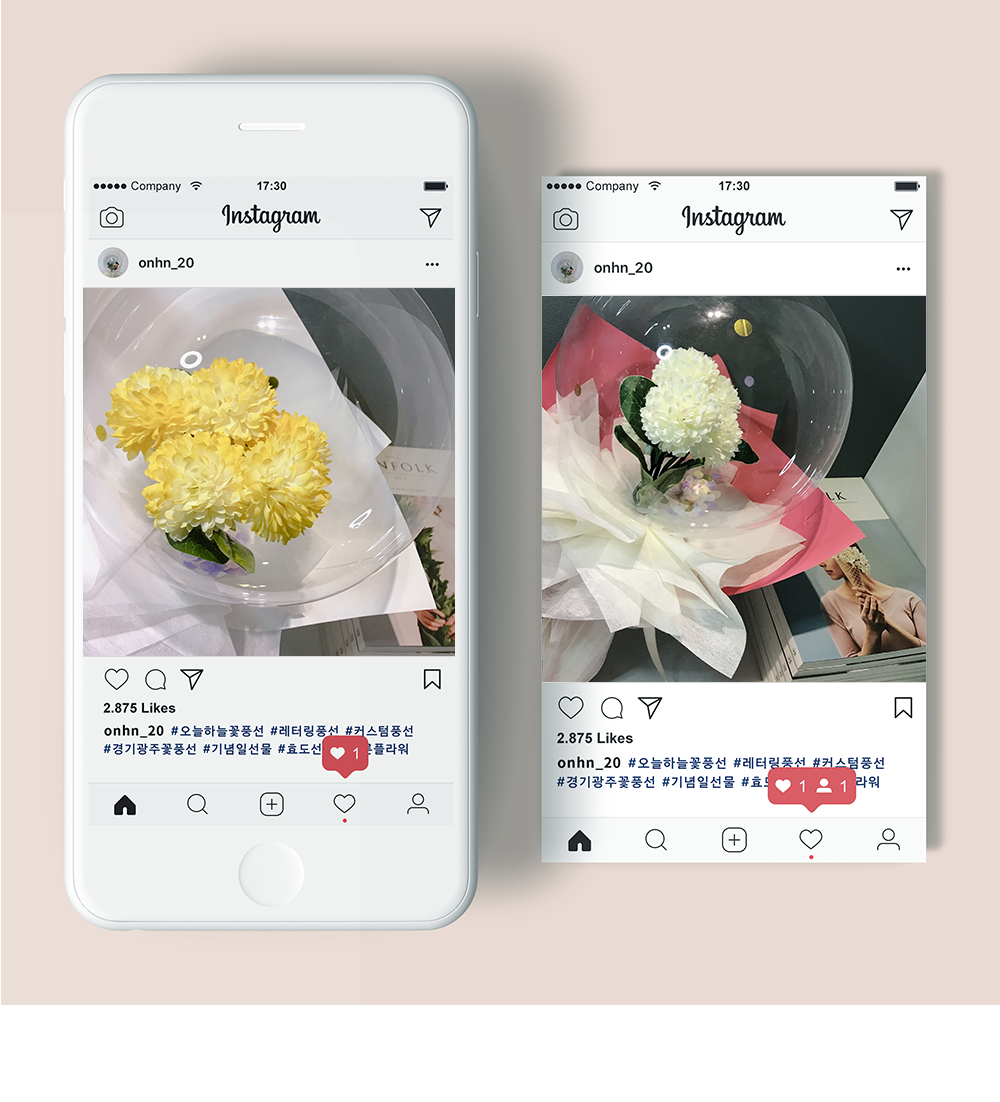 Company 17:30
Instagram
onhn_20
NFOLK
2.875 Likes
onhn_20 #오늘하늘꽃풍선 #레터링풍선 #커스텀풍선
#경기광주꽃풍선 #기념일선물 #효도선 플라워
1
Company 17:30
Instagram
onhn_20
LK
2.875 Likes
onhn_20 #오늘하늘꽃풍선 #레터링풍선 #커스텀풍선
#경기광주꽃풍선 #기념일선물 #효도 라워
1 1